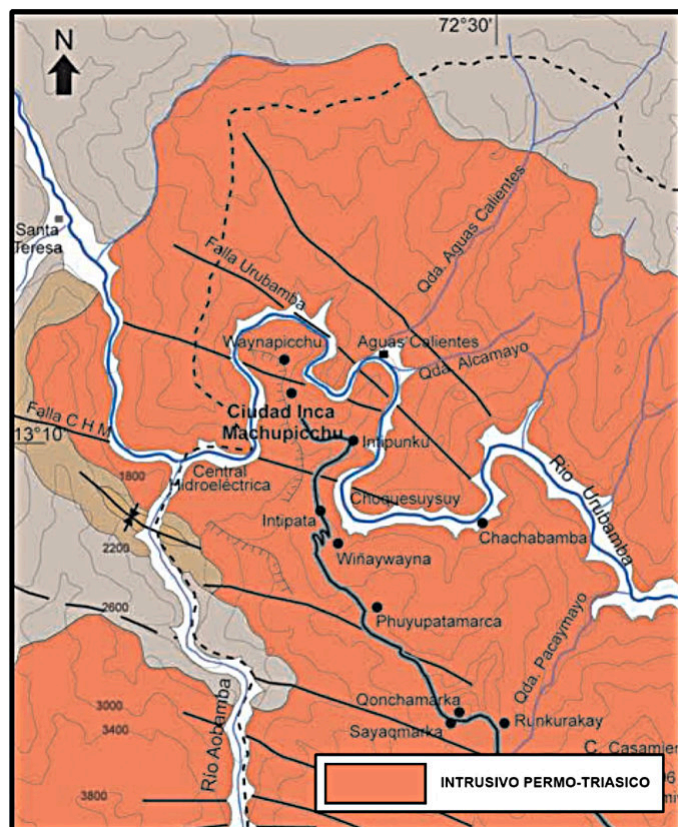 72°30'
N
Santa
Teresa
Qda. Aguas Calientes
Falla Urubamba
Waynapicchu
Aguas Calientes
Qda. Alcamayo
Ciudad Inca
Machupicchu
Falla C H M
13°10
Intipunku
Central
Hidroeléctrica
1800
Rio Urubamba
Choquesuysuy
Intipata
Chachabamba
2200
Wiñaywayna
2600
Phuyupatamarca
Qda. Pacaymayo
Qonchamarka
3000
Sayaqmarka
Runkurakay
3400
Rio Aobamba
3800
INTRUSIVO PERMO-TRIASICO